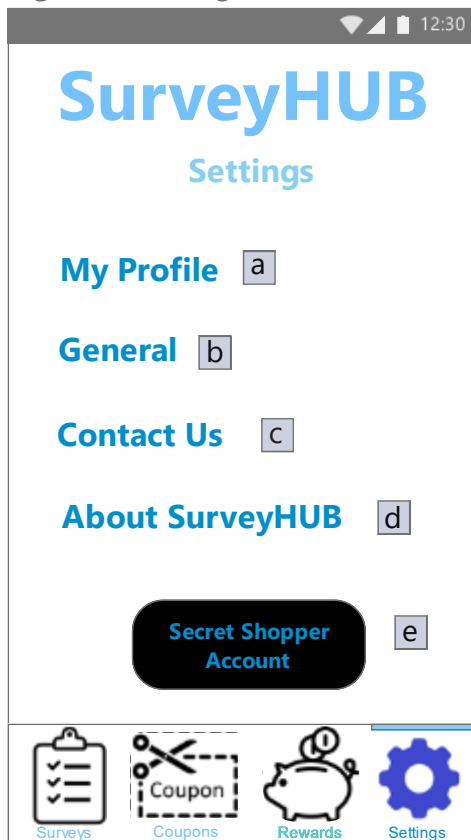 12:30
SurveyHUB
Settings
My Profile a
General b
Contact Us c
About SurveyHUB d
Secret Shopper
Account
e
Coupon
Surveys Coupons Rewards Settings